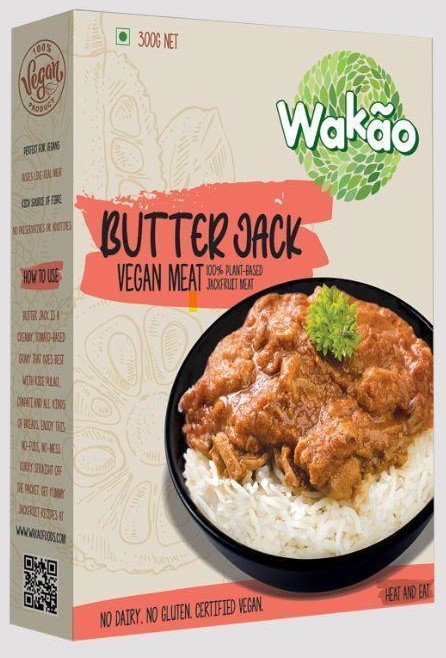 300G NET
Wakão
BUTTER JACK
VEGAN MEAT
100% PLANT-BASED
JACKFRUIT MEAT
HEAT AND EAT
NO DAIRY. NO GLUTEN. CERTIFIED VEGAN.
100%
Vegan
PRODUCT
PERFECT FOR VEGANS
COOKS LIKE REAL MEAT
RICH SOURCE OF FIBRE
NO PRESERVATIVES OR ADDITIVES
HOW TO USE
BUTTER JACK IS A
CREAMY, TOMATO-BASED
GRAVY THAT GOES BEST
WITH RICE PULAO,
CHAPATI, AND ALL KINDS
OF BREADS. ENJOY THIS
NO-FUSS, NO-MESS
CURRY STRAIGHT OFF
THE PACKET. GET YUMMY
JACKFRUIT RECIPES AT
WWW.WAKAOFOODS.COM